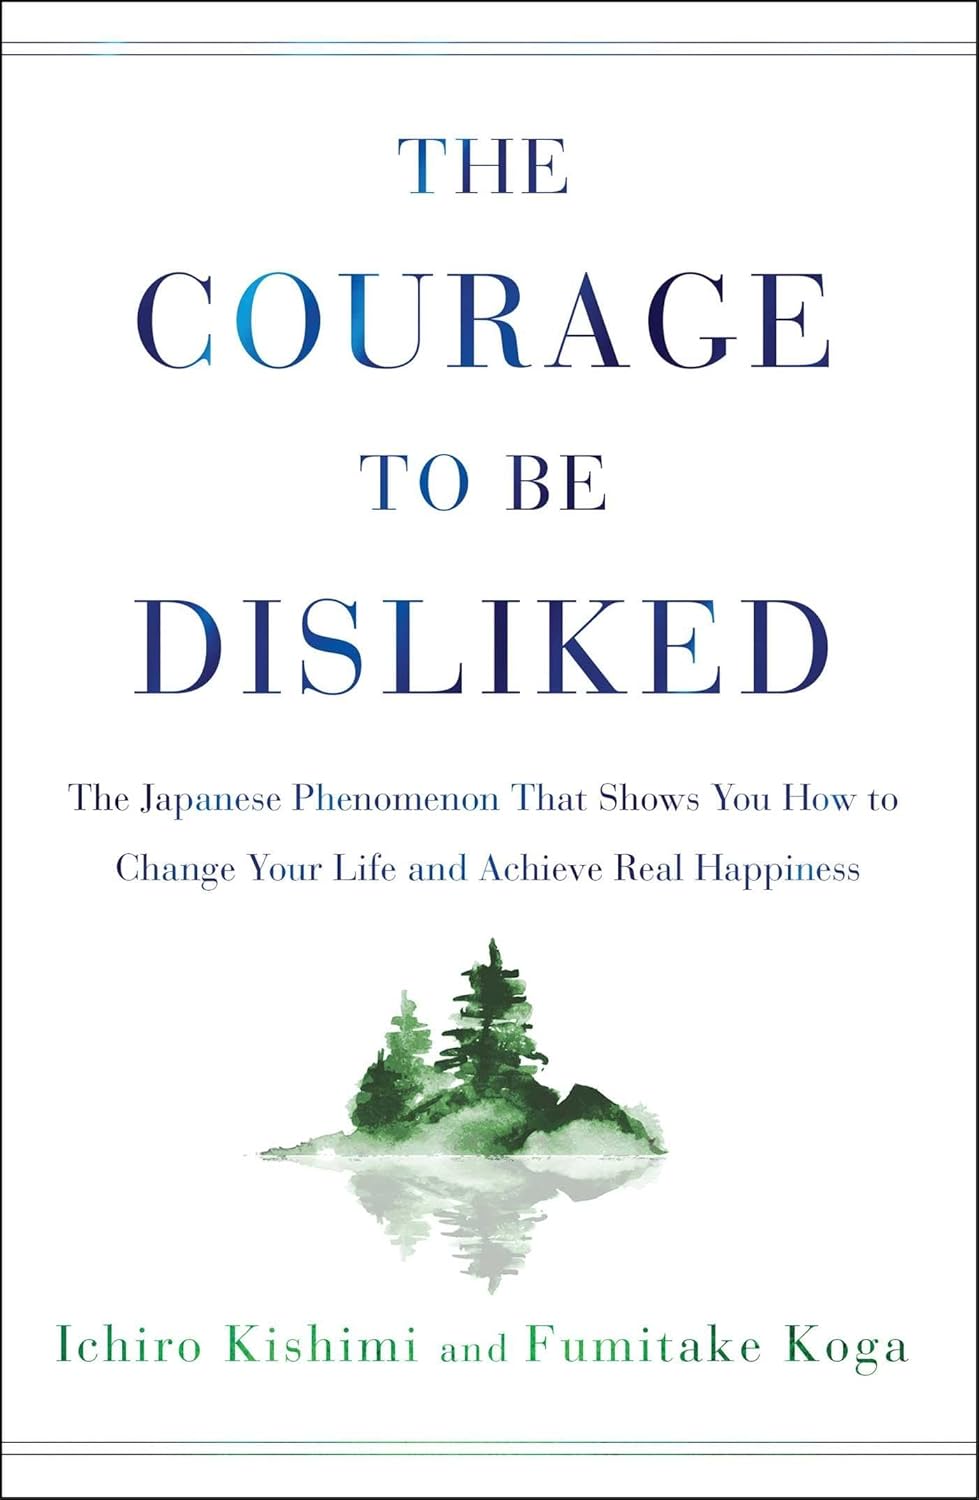 THE
COURAGE
TO BE
DISLIKED
The Japanese Phenomenon That Shows You How to
Change Your Life and Achieve Real Happiness
Ichiro Kishimi and Fumitake Koga